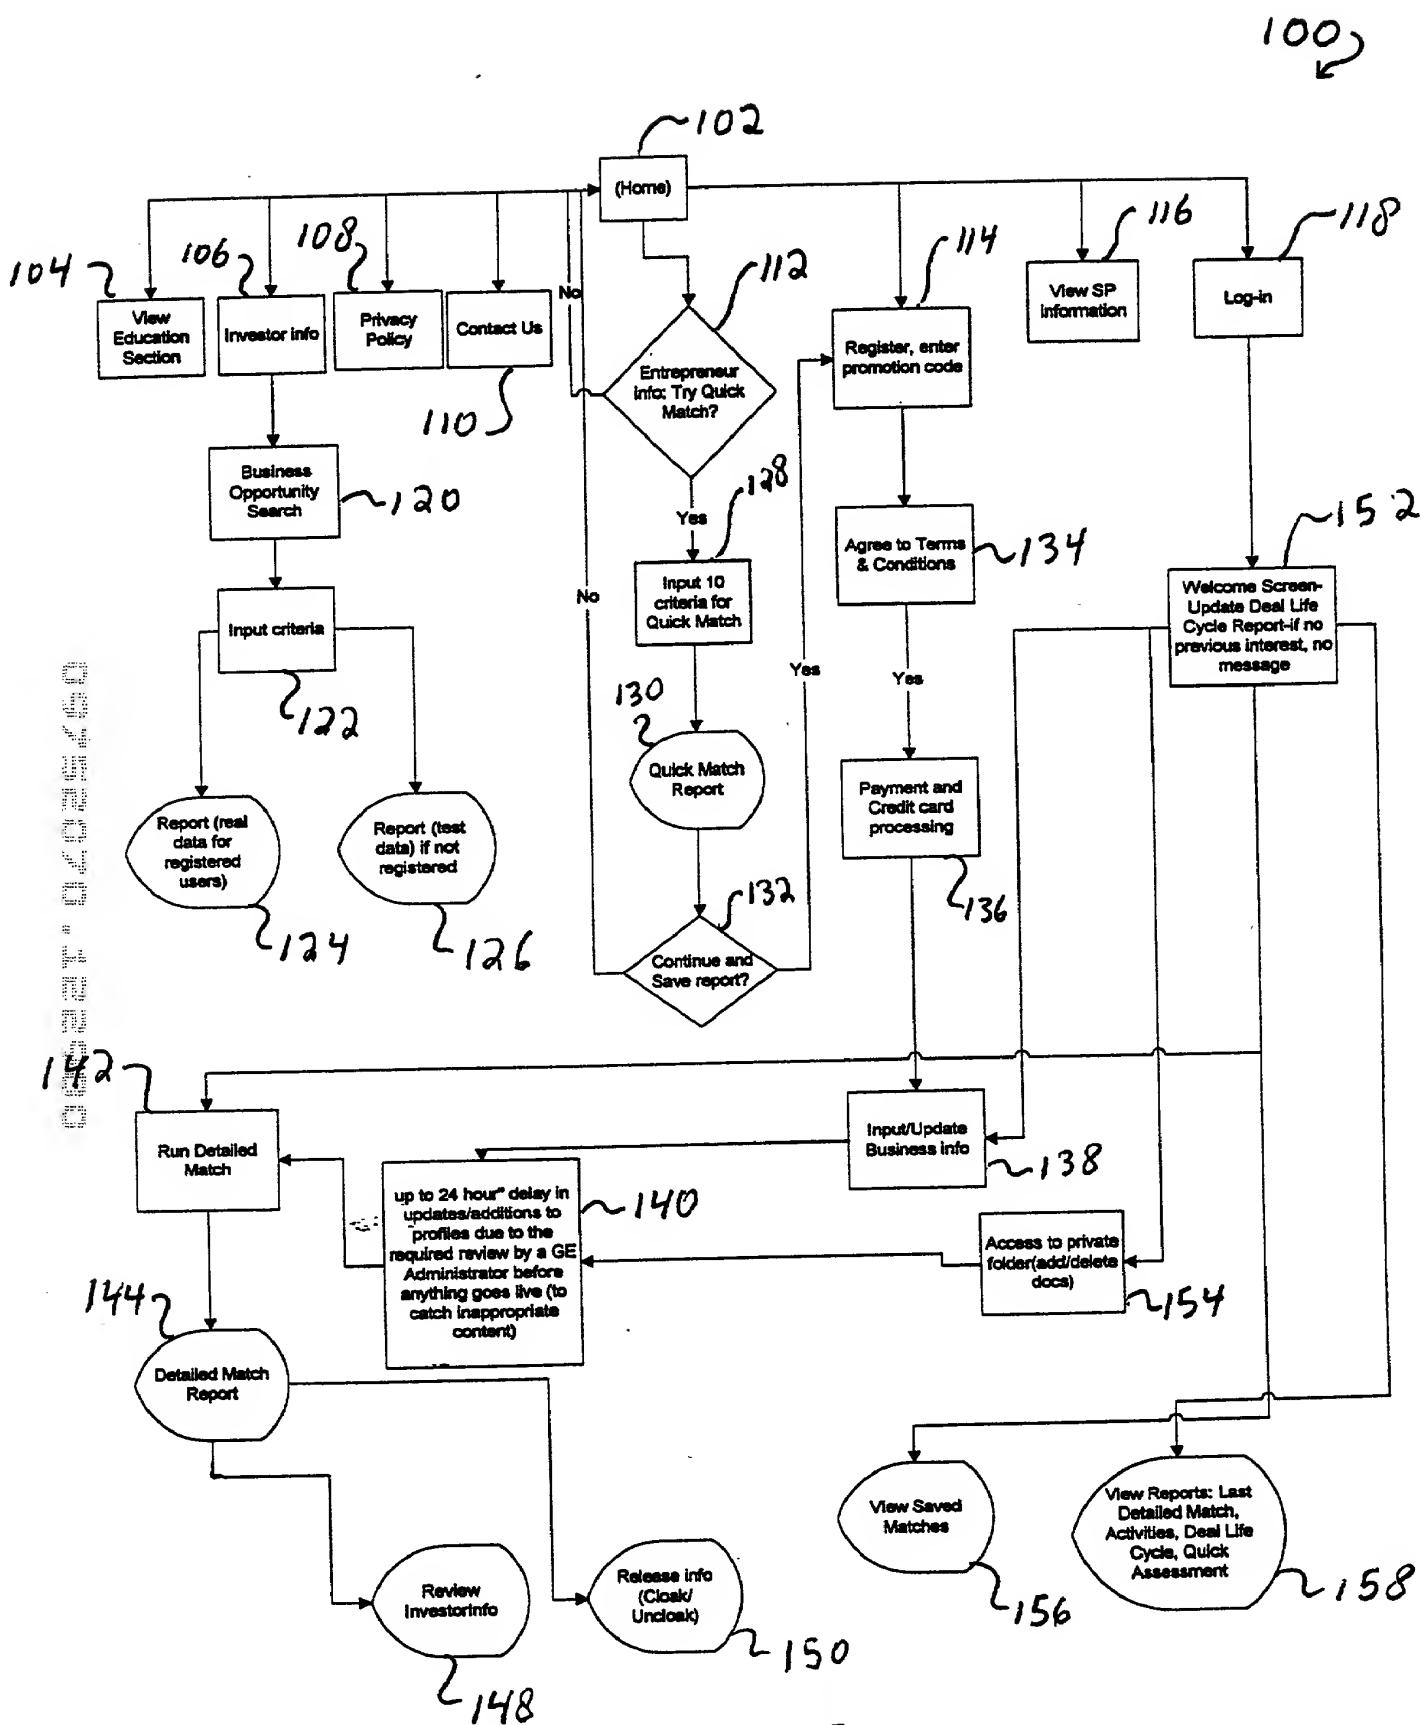 100
102
(Home)
116
118
114
108
106
112
104
No
View
Education
Section
Investor info
Privacy
Policy
Contact Us
View SP
information
Log-in
Register, enter
promotion code
Entrepreneur
info: Try Quick
Match?
110
128
Business
Opportunity
Search
120
152
Yes
Agree to Terms
& Conditions
134
Input 10
criteria for
Quick Match
No
Welcome Screen-
Update Deal Life
Cycle Report-if no
previous interest, no
message
Input criteria
122
130
Yes
Yes
Quick Match
Report
Payment and
Credit card
processing
136
Report (real
data for
registered
users)
Report (test
data) if not
registered
124
126
132
Continue and
Save report?
142
Run Detailed
Match
Input/Update
Business info
138
up to 24 hour" delay in
updates/additions to
profiles due to the
required review by a GE
Administrator before
anything goes live (to
catch inappropriate
content)
140
Access to private
folder(add/delete
docs)
154
144
Detailed Match
Report
View Saved
Matches
156
View Reports: Last
Detailed Match,
Activities, Deal Life
Cycle, Quick
Assessment
158
Review
InvestorInfo
148
Release info
(Cloak/
Uncloak)
150